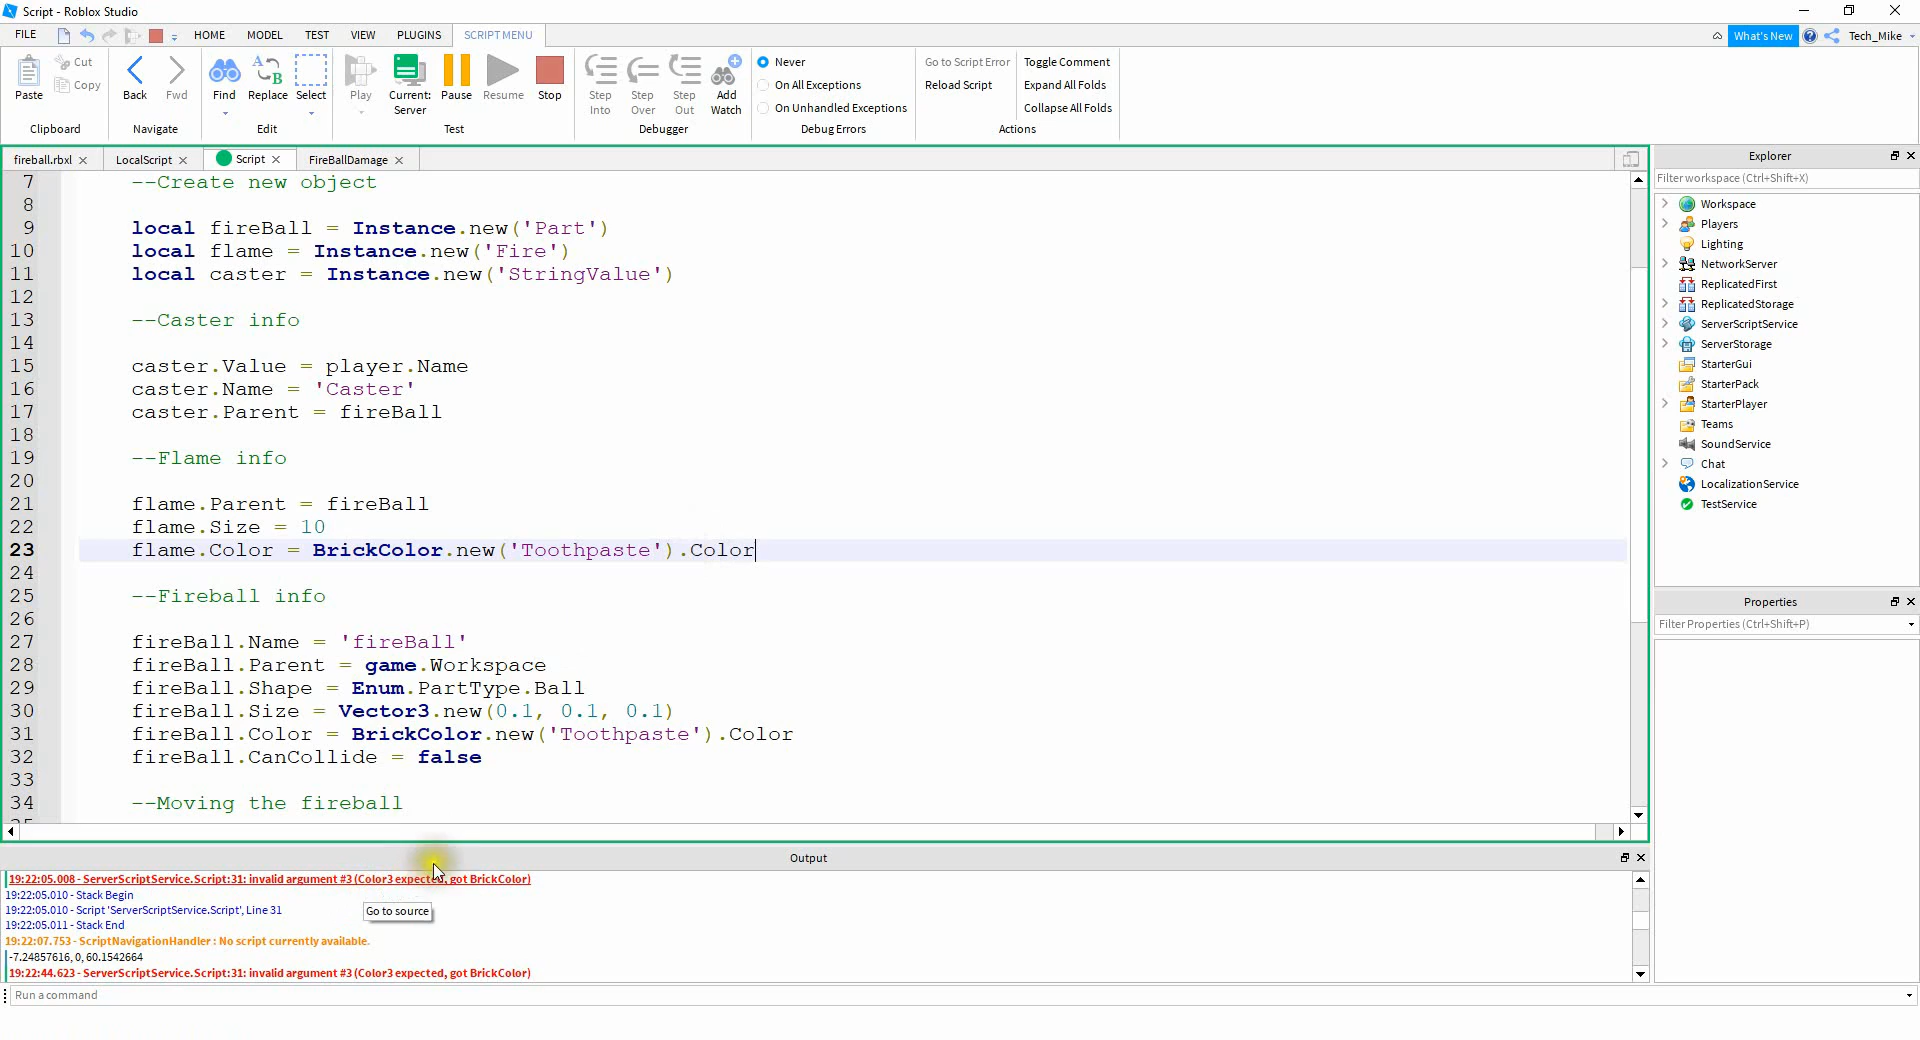 Script - Roblox Studio
FILE HOME MODEL TEST VIEW PLUGINS SCRIPT MENU What's New Tech_Mike
Paste Cut Copy Back Fwd Find Replace Select Play Current: Server Pause Resume Stop Step Into Step Over Step Out Add Watch
Never
On All Exceptions
On Unhandled Exceptions
Go to Script Error
Reload Script
Toggle Comment
Expand All Folds
Collapse All Folds
Clipboard Navigate Edit Test Debugger Debug Errors Actions
fireball.rbxl LocalScript Script FireBallDamage
7 --Create new object
8
9 local fireBall = Instance.new('Part')
10 local flame = Instance.new('Fire')
11 local caster = Instance.new('StringValue')
12
13 --Caster info
14
15 caster.Value = player.Name
16 caster.Name = 'Caster'
17 caster.Parent = fireBall
18
19 --Flame info
20
21 flame.Parent = fireBall
22 flame.Size = 10
23 flame.Color = BrickColor.new('Toothpaste').Color
24
25 --Fireball info
26
27 fireBall.Name = 'fireBall'
28 fireBall.Parent = game.Workspace
29 fireBall.Shape = Enum.PartType.Ball
30 fireBall.Size = Vector3.new(0.1, 0.1, 0.1)
31 fireBall.Color = BrickColor.new('Toothpaste').Color
32 fireBall.CanCollide = false
33
34 --Moving the fireball
Explorer
Filter workspace (Ctrl+Shift+X)
Workspace
Players
Lighting
NetworkServer
ReplicatedFirst
ReplicatedStorage
ServerScriptService
ServerStorage
StarterGui
StarterPack
StarterPlayer
Teams
SoundService
Chat
LocalizationService
TestService
Properties
Filter Properties (Ctrl+Shift+P)
Output
19:22:05.008 - ServerScriptService.Script:31: invalid argument #3 (Color3 expected, got BrickColor)
19:22:05.010 - Stack Begin
19:22:05.010 - Script 'ServerScriptService.Script', Line 31
Go to source
19:22:05.011 - Stack End
19:22:07.753 - ScriptNavigationHandler : No script currently available.
-7.24857616, 0, 60.1542664
19:22:44.623 - ServerScriptService.Script:31: invalid argument #3 (Color3 expected, got BrickColor)
Run a command